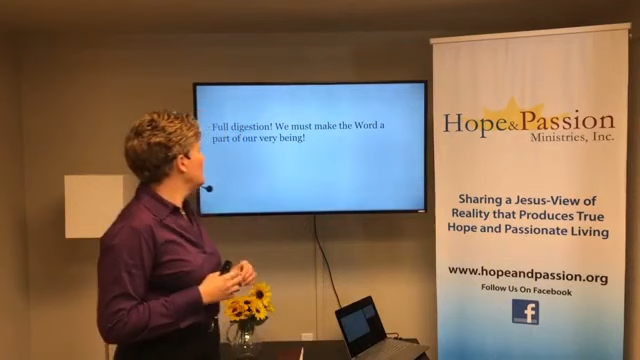 Full digestion! We must make the Word a
part of our very being!
Hope&Passion
Ministries, Inc.
Sharing a Jesus-View of
Reality that Produces True
Hope and Passionate Living
www.hopeandpassion.org
Follow Us On Facebook
f